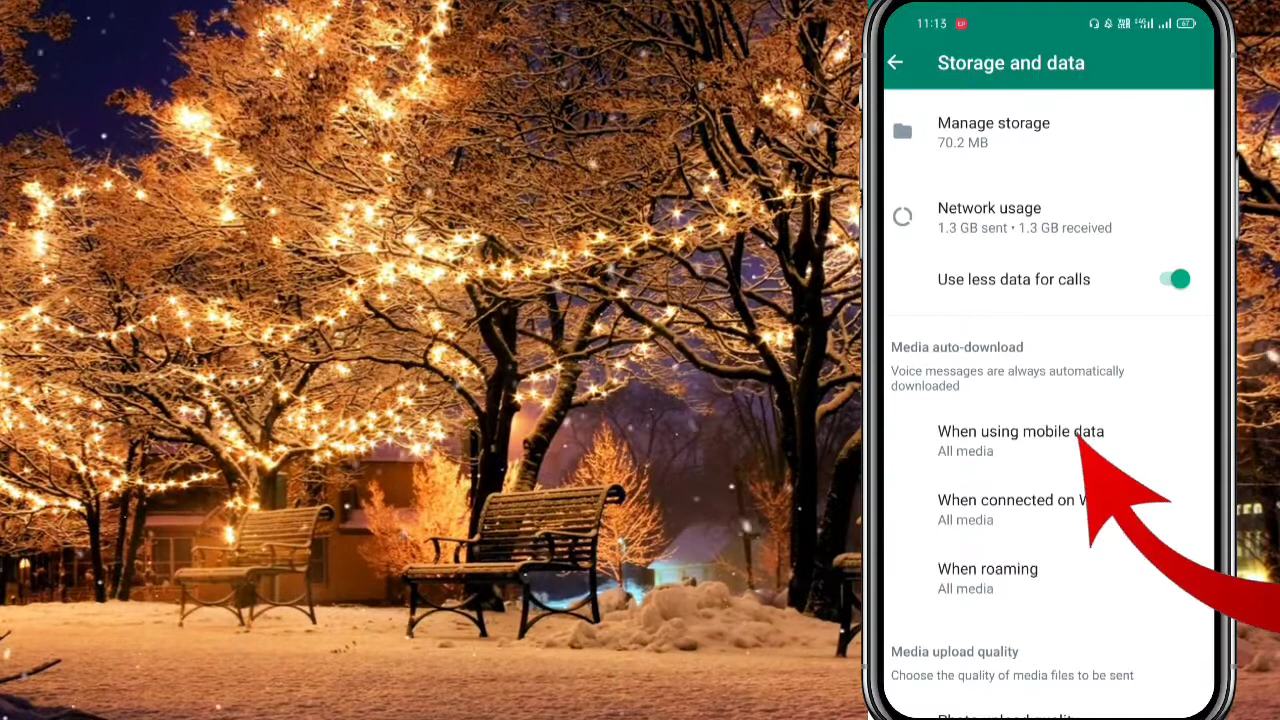 11:13
Storage and data
Manage storage
70.2 MB
Network usage
1.3 GB sent • 1.3 GB received
Use less data for calls
Media auto-download
Voice messages are always automatically
downloaded
When using mobile data
All media
When connected on
All media
When roaming
All media
Media upload quality
Choose the quality of media files to be sent